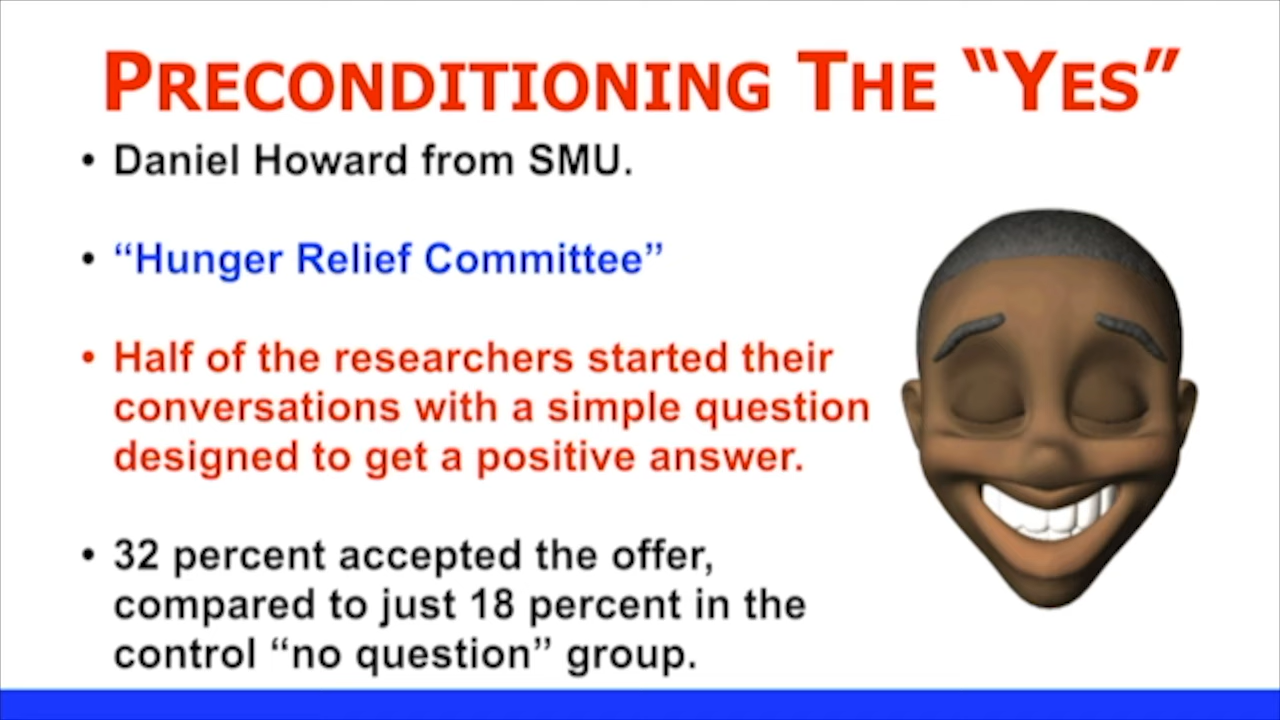 PRECONDITIONING THE “YES”
• Daniel Howard from SMU.
• “Hunger Relief Committee”
• Half of the researchers started their
conversations with a simple question
designed to get a positive answer.
• 32 percent accepted the offer,
compared to just 18 percent in the
control “no question” group.